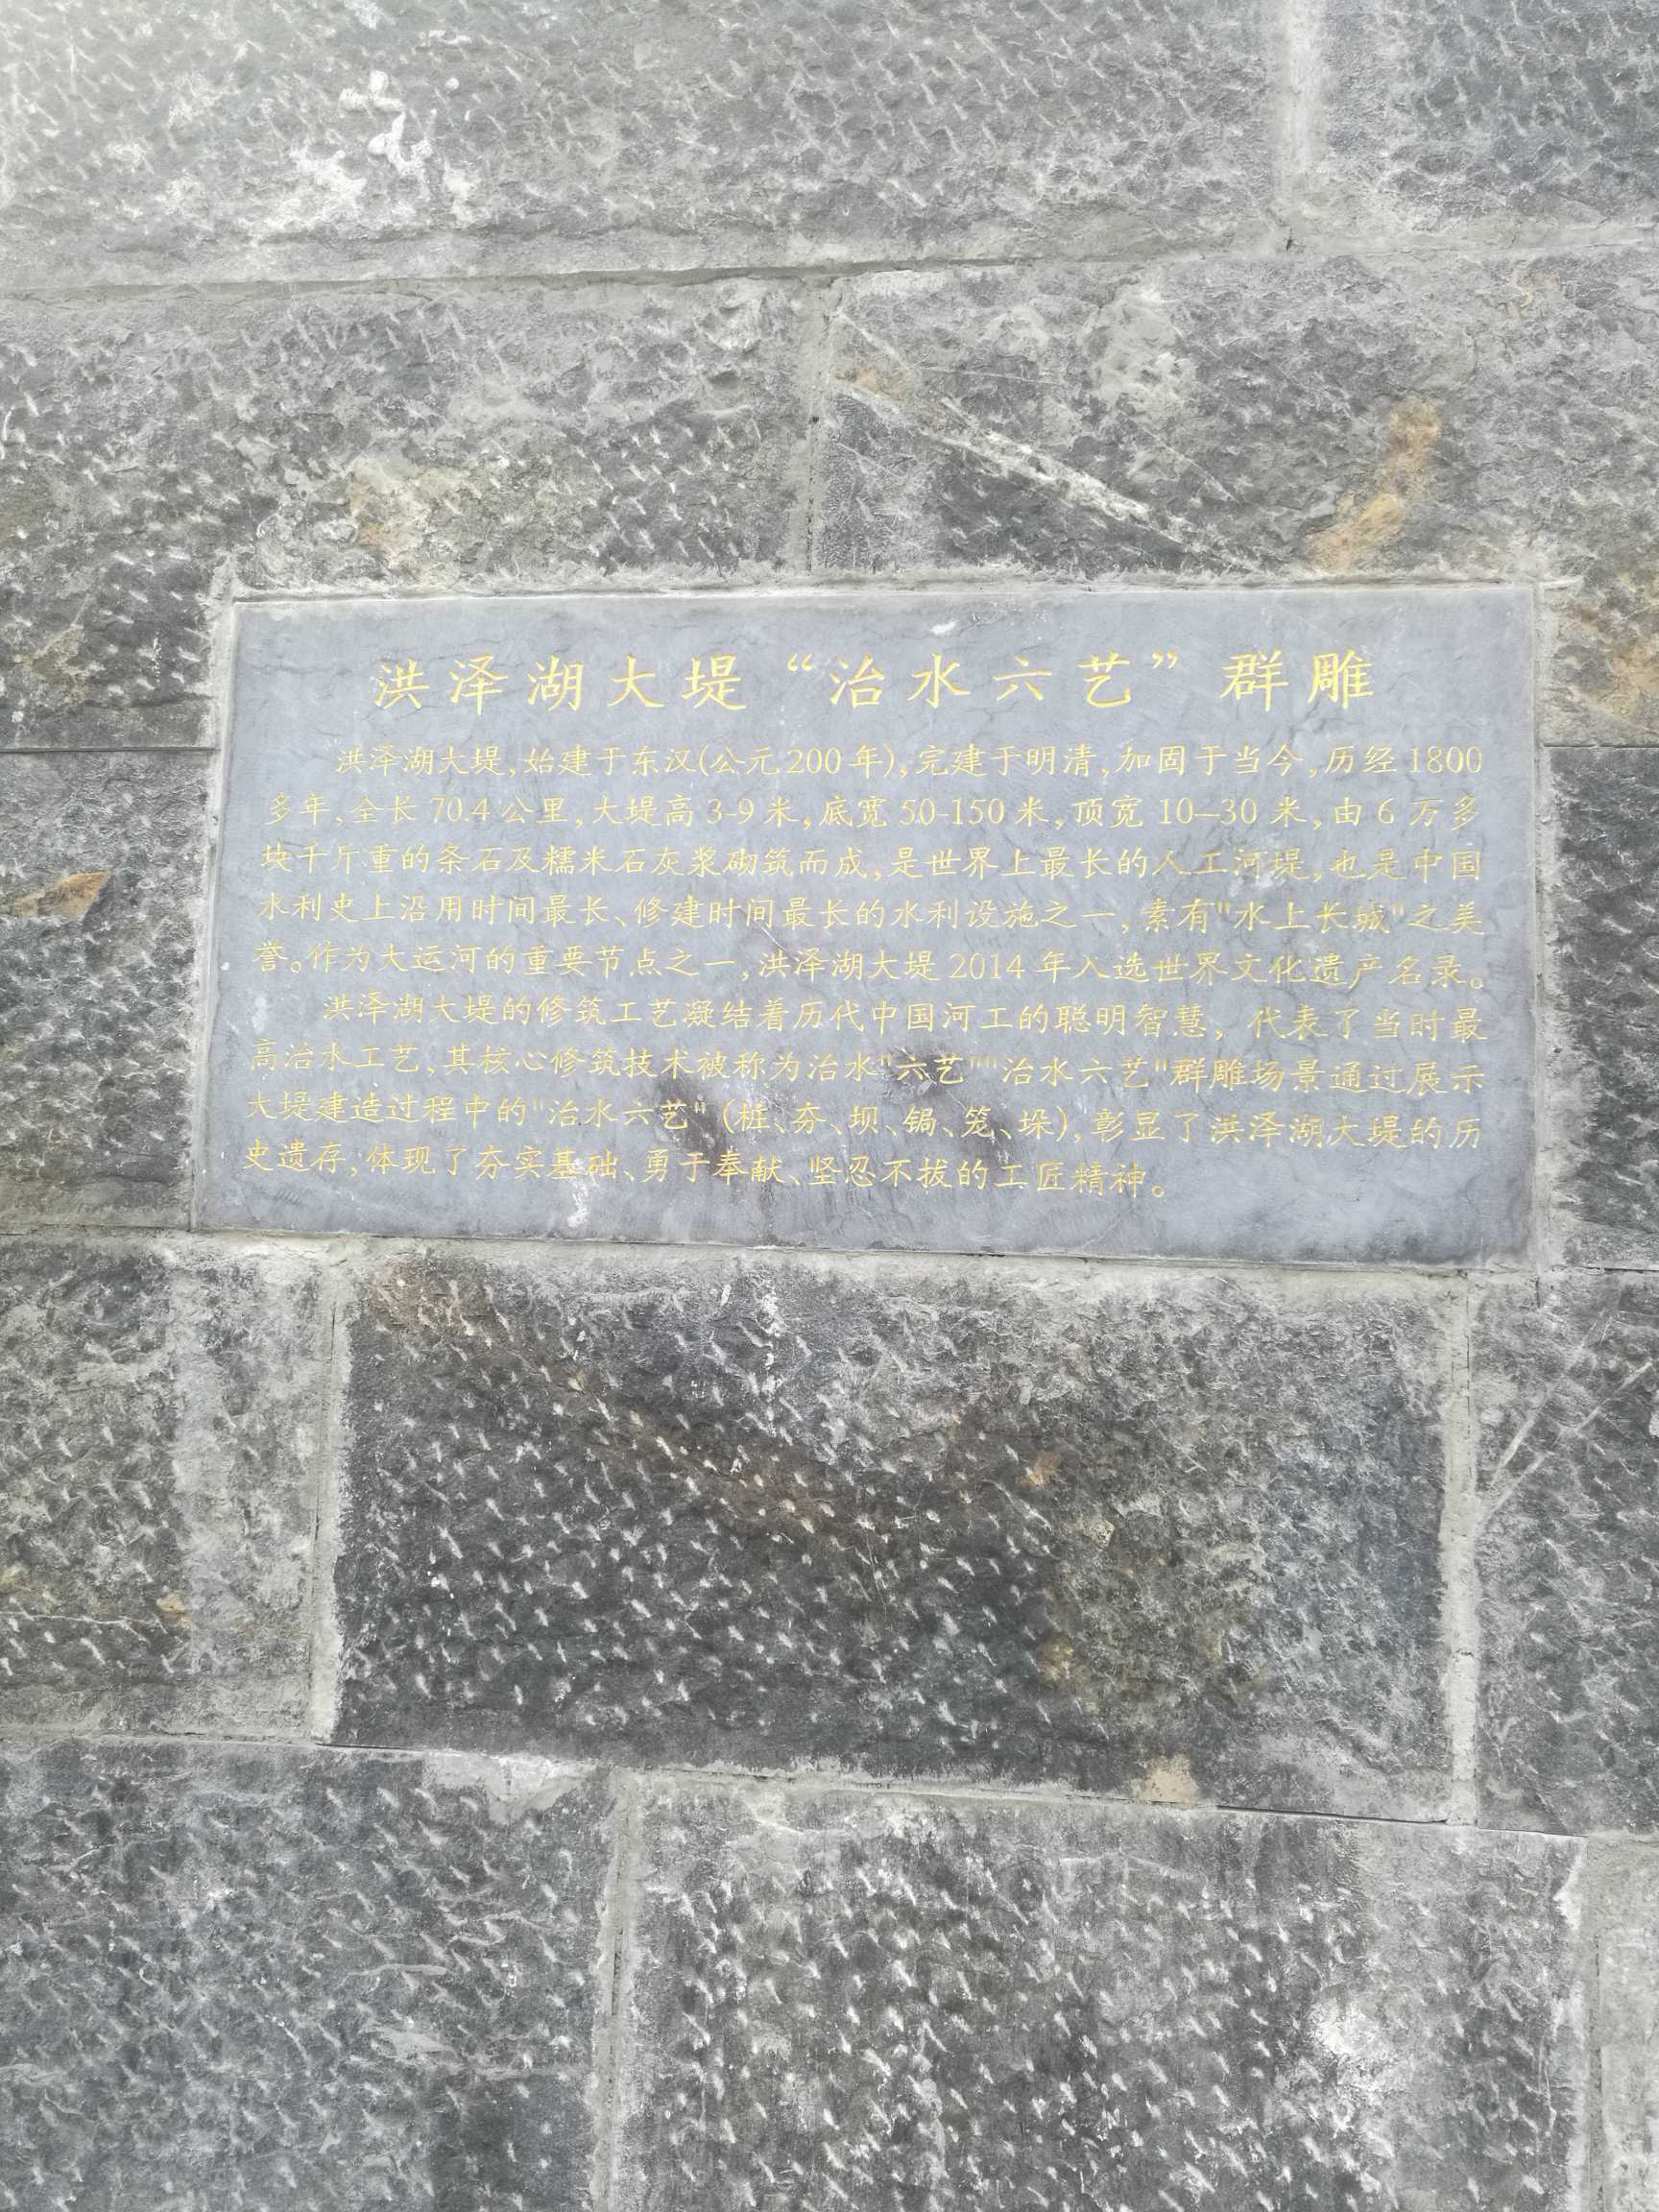 洪泽湖大堤“治水六艺”群雕
洪泽湖大堤,始建于东汉(公元200年),完建于明清,加固于当今,历经1800
多年,全长70.4公里,大堤高3-9米,底宽50-150米,顶宽10—30米,由6万多
块千斤重的条石及糯米石灰浆砌筑而成,是世界上最长的人工河堤,也是中国
水利史上沿用时间最长、修建时间最长的水利设施之一,素有"水上长城"之美
誉。作为大运河的重要节点之一,洪泽湖大堤2014年入选世界文化遗产名录。
洪泽湖大堤的修筑工艺凝结着历代中国河工的聪明智慧,代表了当时最
高治水工艺,其核心修筑技术被称为治水"六艺""治水六艺"群雕场景通过展示
大堤建造过程中的"治水六艺"(桩、夯、坝、锔、笼、垛),彰显了洪泽湖大堤的历
史遗存,体现了夯实基础、勇于奉献、坚忍不拔的工匠精神。